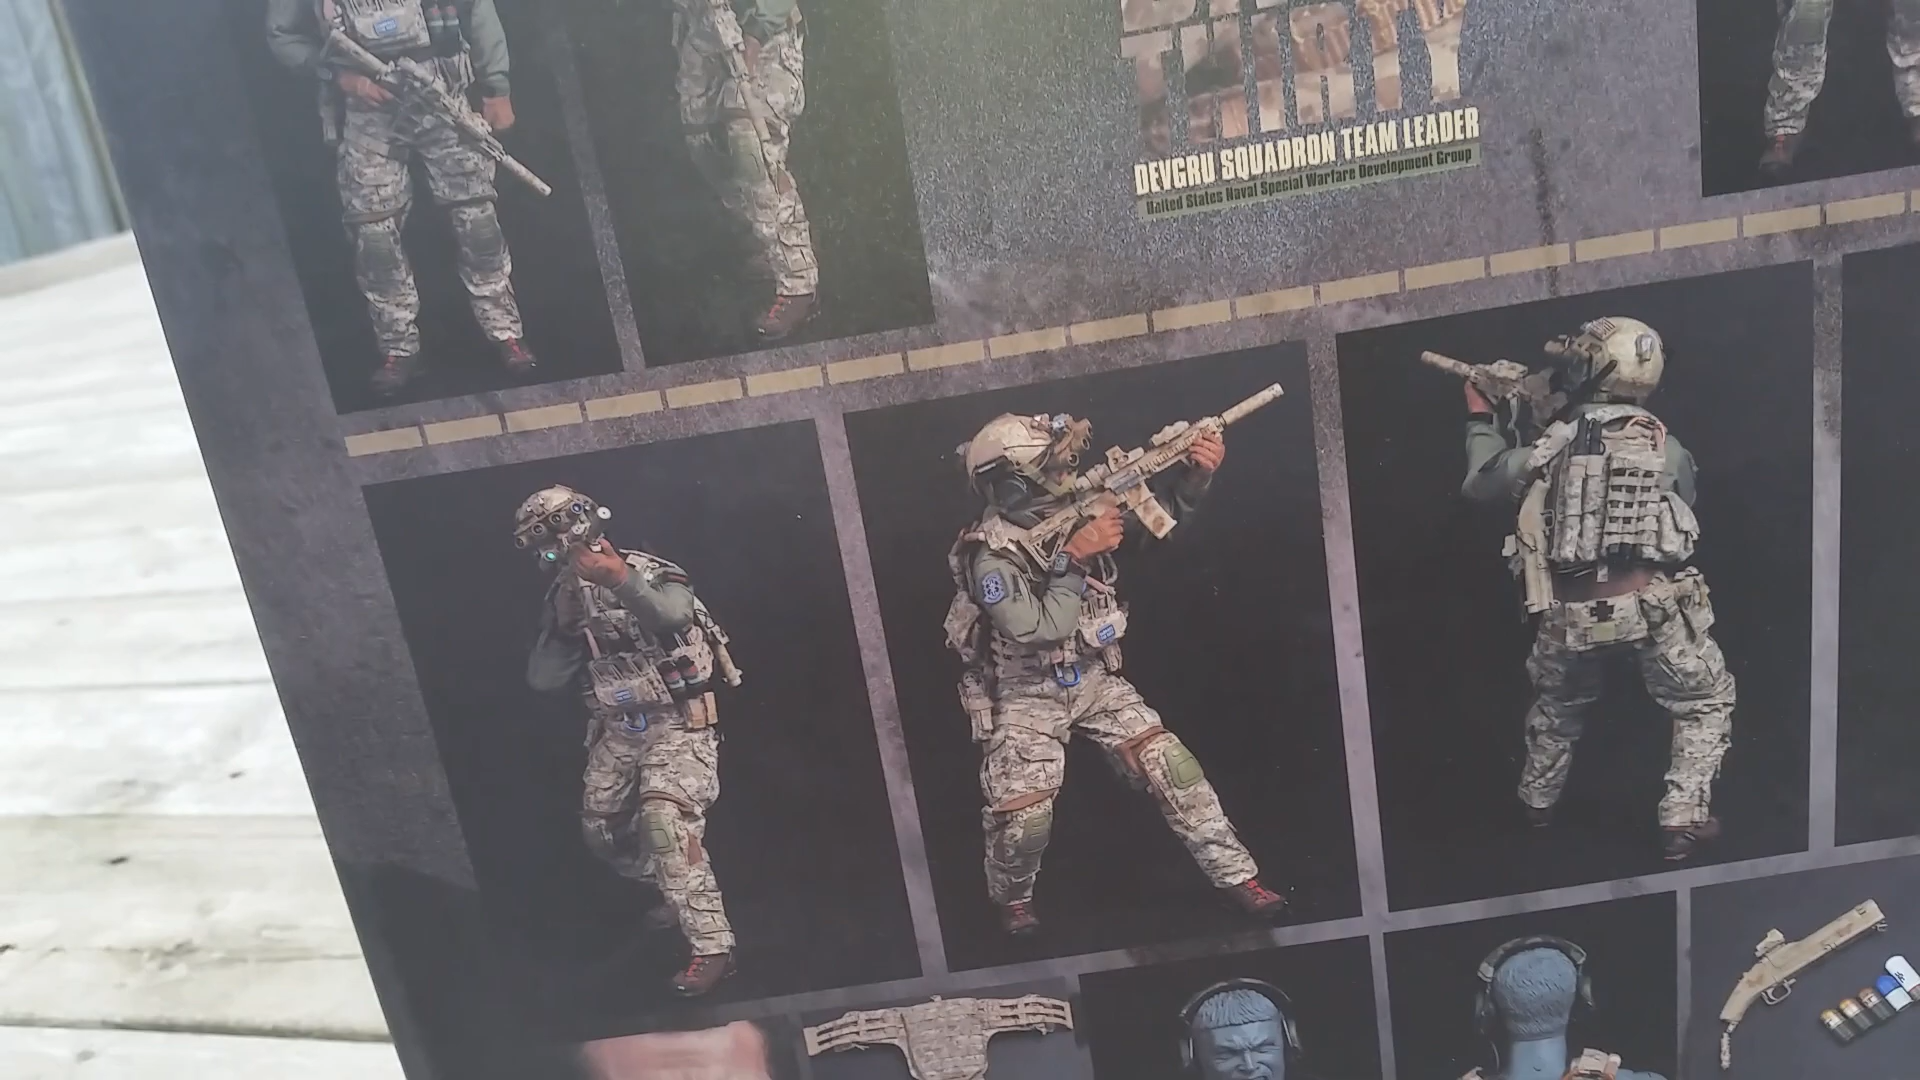 THIRTY
DEVGRU SQUADRON TEAM LEADER
United States Naval Special Warfare Development Group